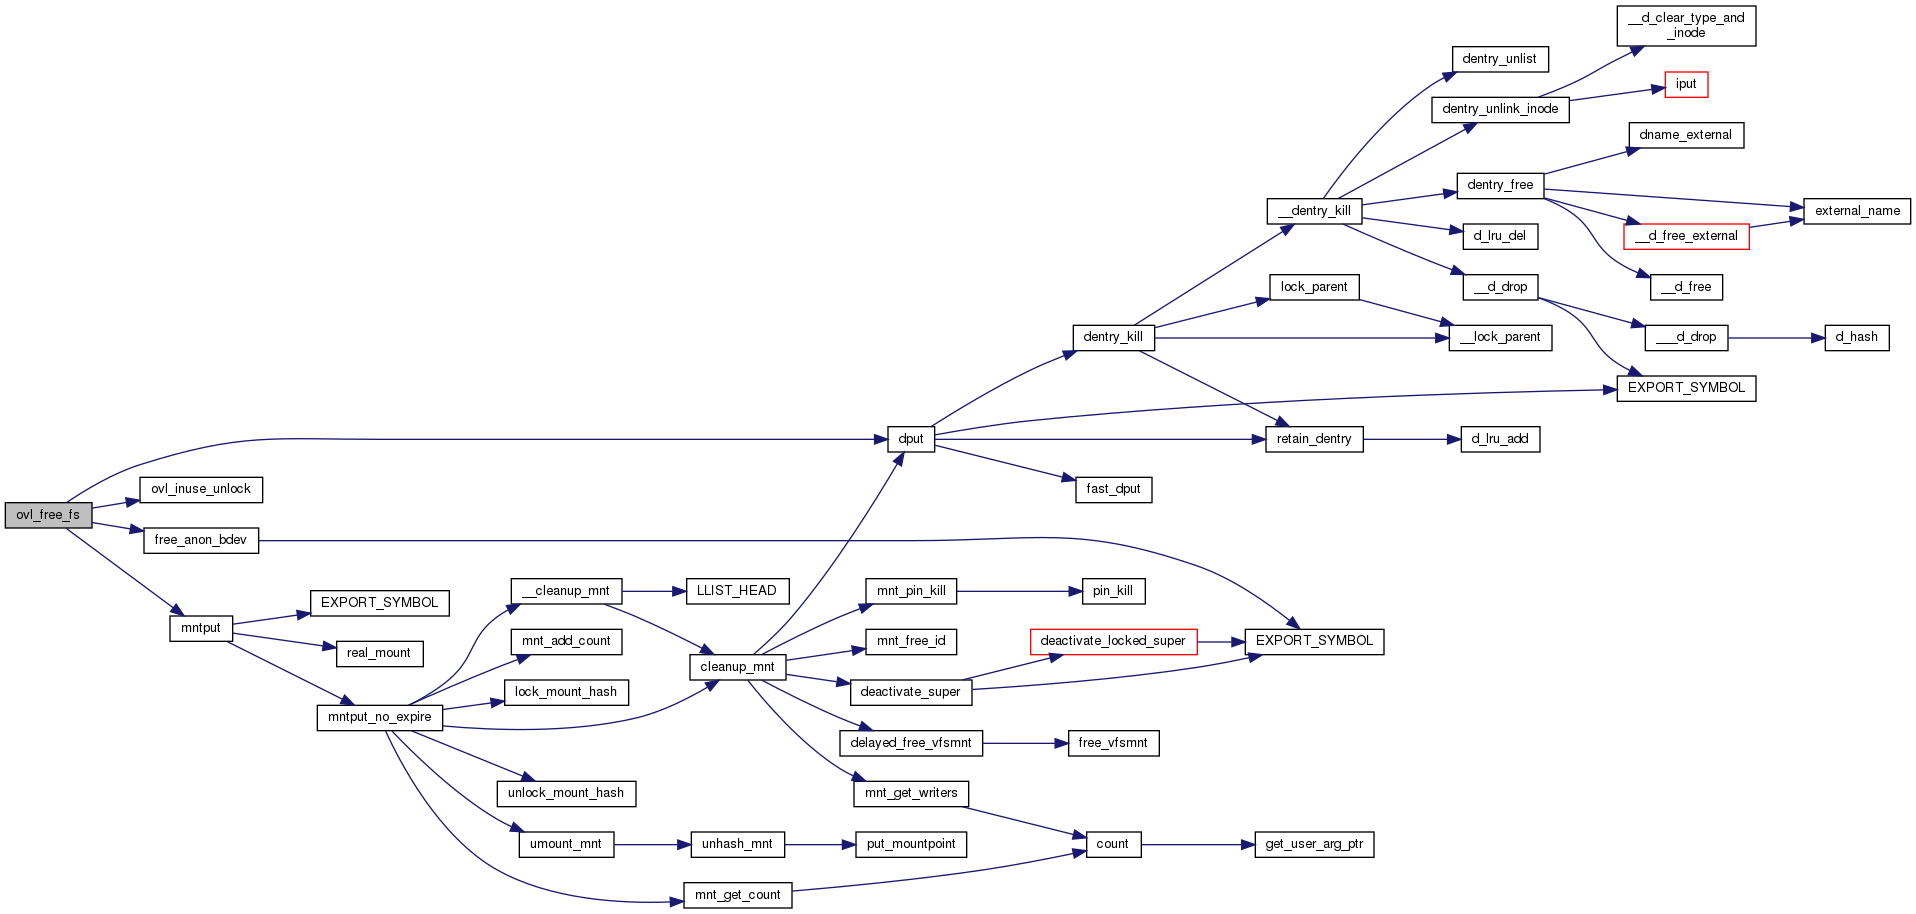 __d_clear_type_and
_inode
dentry_unlist
iput
dentry_unlink_inode
dname_external
dentry_free
__dentry_kill
external_name
d_lru_del
__d_free_external
lock_parent
__d_drop
__d_free
dentry_kill
__lock_parent
___d_drop
d_hash
EXPORT_SYMBOL
dput
retain_dentry
d_lru_add
ovl_inuse_unlock
fast_dput
ovl_free_fs
free_anon_bdev
__cleanup_mnt
LLIST_HEAD
mnt_pin_kill
pin_kill
EXPORT_SYMBOL
mntput
mnt_add_count
mnt_free_id
deactivate_locked_super
EXPORT_SYMBOL
real_mount
cleanup_mnt
lock_mount_hash
deactivate_super
mntput_no_expire
delayed_free_vfsmnt
free_vfsmnt
unlock_mount_hash
mnt_get_writers
umount_mnt
unhash_mnt
put_mountpoint
count
get_user_arg_ptr
mnt_get_count